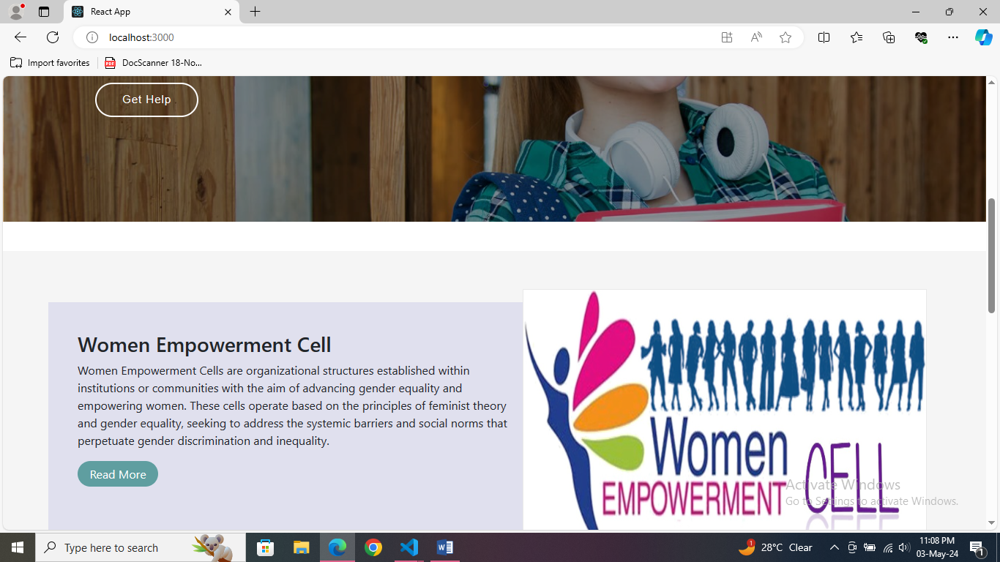 React App
localhost:3000
Import favorites
DocScanner 18-No...
Get Help
Women Empowerment Cell
Women Empowerment Cells are organizational structures established within
institutions or communities with the aim of advancing gender equality and
empowering women. These cells operate based on the principles of feminist theory
and gender equality, seeking to address the systemic barriers and social norms that
perpetuate gender discrimination and inequality.
Read More
Women
EMPOWERMENT CELL
Activate Windows
Go to Settings to activate Windows.
Type here to search
1
28°C Clear
11:08 PM
03-May-24
1